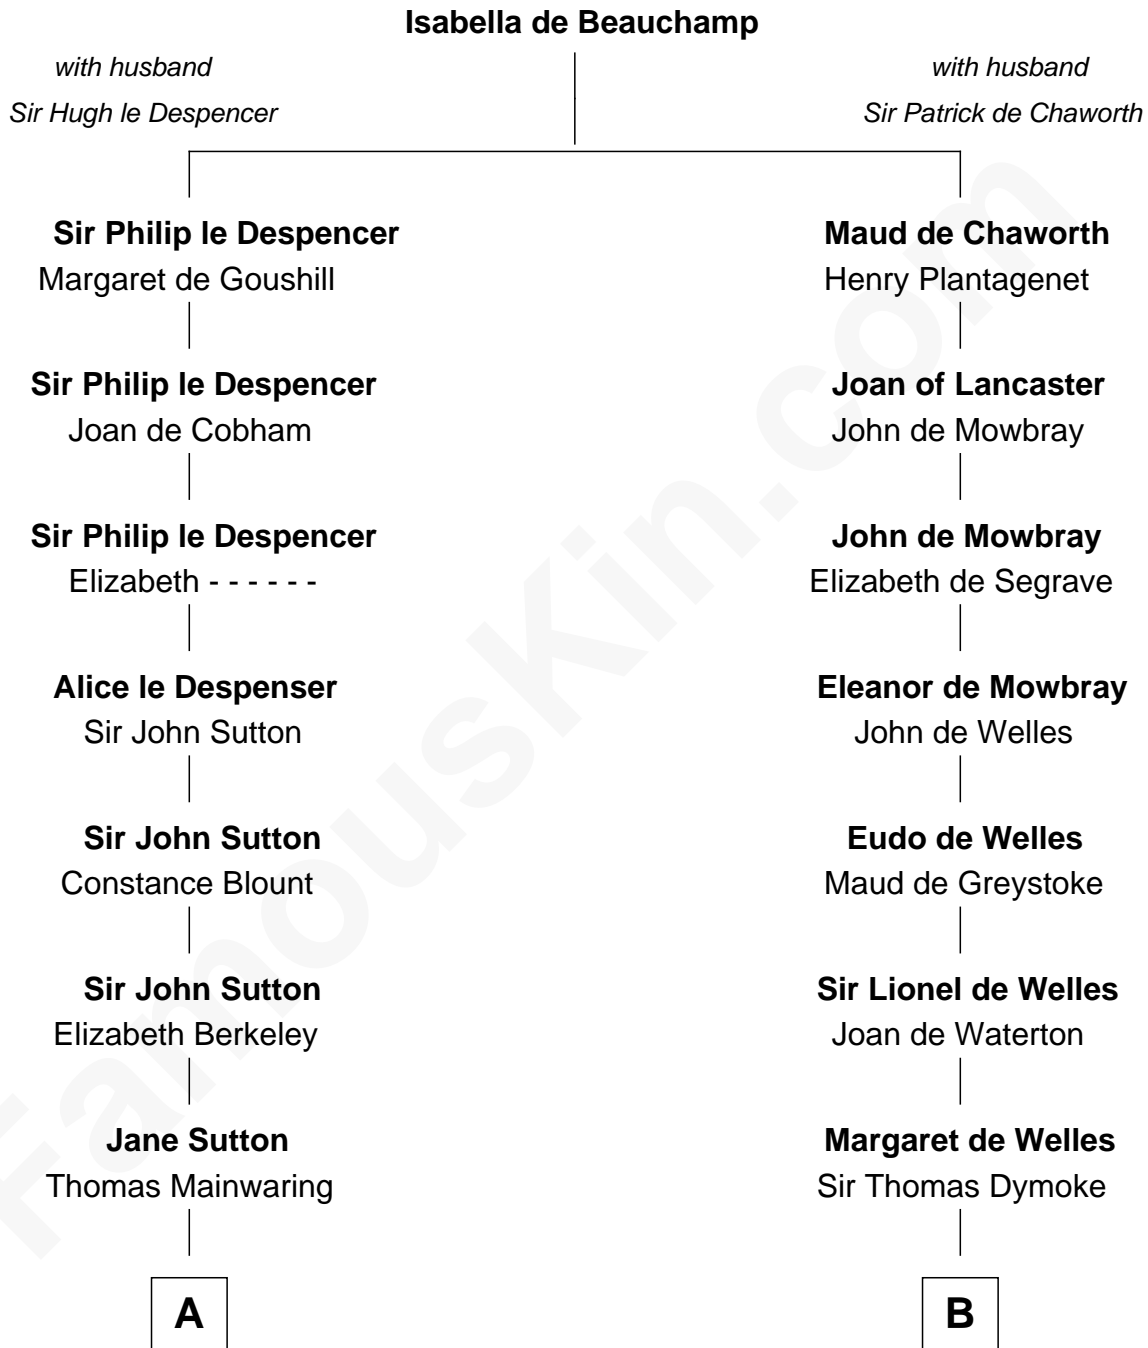 Isabella de Beauchamp
with husband
Sir Hugh le Despencer
with husband
Sir Patrick de Chaworth
Sir Philip le Despencer
Margaret de Goushill
Maud de Chaworth
Henry Plantagenet
Sir Philip le Despencer
Joan de Cobham
Joan of Lancaster
John de Mowbray
Sir Philip le Despencer
Elizabeth - - - - - -
John de Mowbray
Elizabeth de Segrave
Alice le Despenser
Sir John Sutton
Eleanor de Mowbray
John de Welles
Sir John Sutton
Constance Blount
Eudo de Welles
Maud de Greystoke
Sir John Sutton
Elizabeth Berkeley
Sir Lionel de Welles
Joan de Waterton
Jane Sutton
Thomas Mainwaring
Margaret de Welles
Sir Thomas Dymoke
A
B
FamousKin.com